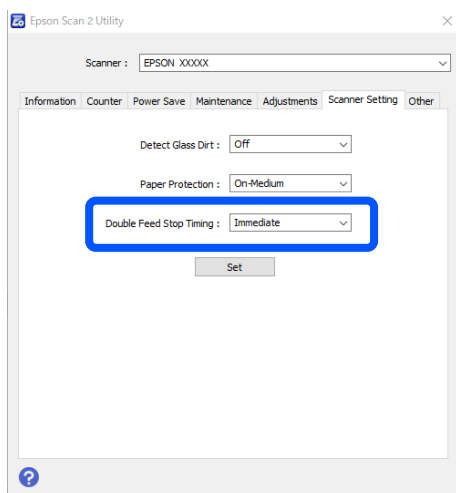 Epson Scan 2 Utility
Scanner : EPSON XXXXX
Information Counter Power Save Maintenance Adjustments Scanner Setting Other
Detect Glass Dirt : Off
Paper Protection : On-Medium
Double Feed Stop Timing : Immediate
Set
?